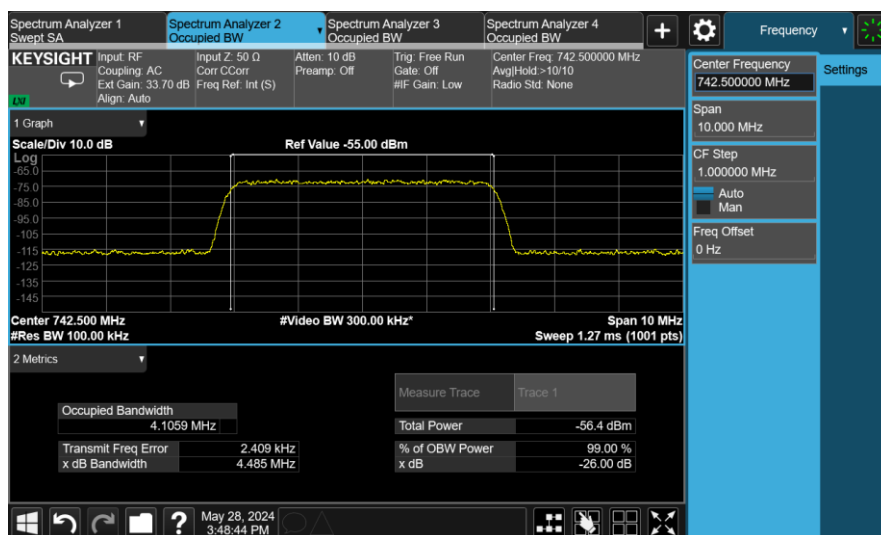 Spectrum Analyzer 1
Swept SA
Spectrum Analyzer 2
Occupied BW
Spectrum Analyzer 3
Occupied BW
Spectrum Analyzer 4
Occupied BW
Frequency
KEYSIGHT
LXI
Input: RF
Coupling: AC
Ext Gain: 33.70 dB
Align: Auto
Input Z: 50 Ω
Corr CCorr
Freq Ref: Int (S)
Atten: 10 dB
Preamp: Off
Trig: Free Run
Gate: Off
#IF Gain: Low
Center Freq: 742.500000 MHz
Avg|Hold:>10/10
Radio Std: None
Center Frequency
742.500000 MHz
Settings
Span
10.000 MHz
CF Step
1.000000 MHz
Auto
Man
Freq Offset
0 Hz
1 Graph
Scale/Div 10.0 dB
Ref Value -55.00 dBm
Log
-65.0
-75.0
-85.0
-95.0
-105
-115
-125
-135
-145
Center 742.500 MHz
#Video BW 300.00 kHz*
Span 10 MHz
#Res BW 100.00 kHz
Sweep 1.27 ms (1001 pts)
2 Metrics
Measure Trace
Trace 1
Occupied Bandwidth
4.1059 MHz
Total Power
-56.4 dBm
Transmit Freq Error
2.409 kHz
% of OBW Power
99.00 %
x dB Bandwidth
4.485 MHz
x dB
-26.00 dB
?
May 28, 2024
3:48:44 PM